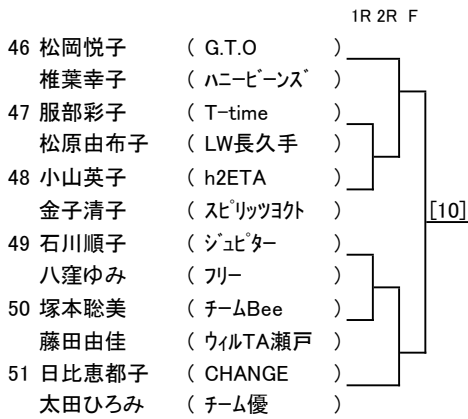 1R 2R F
46 松岡悦子 ( G.T.O )
椎葉幸子 ( ﾊﾆｰﾋﾞｰﾝｽﾞ )
47 服部彩子 ( T-time )
松原由布子 ( LW長久手 )
48 小山英子 ( h2ETA )
金子清子 ( ｽﾋﾟﾘｯﾂﾖｸﾄ )
[10]
49 石川順子 ( ｼﾞｭﾋﾟﾀｰ )
八窪ゆみ ( ﾌﾘｰ )
50 塚本聡美 ( ﾁｰﾑBee )
藤田由佳 ( ｳｨﾙTA瀬戸 )
51 日比恵都子 ( CHANGE )
太田ひろみ ( ﾁｰﾑ優 )